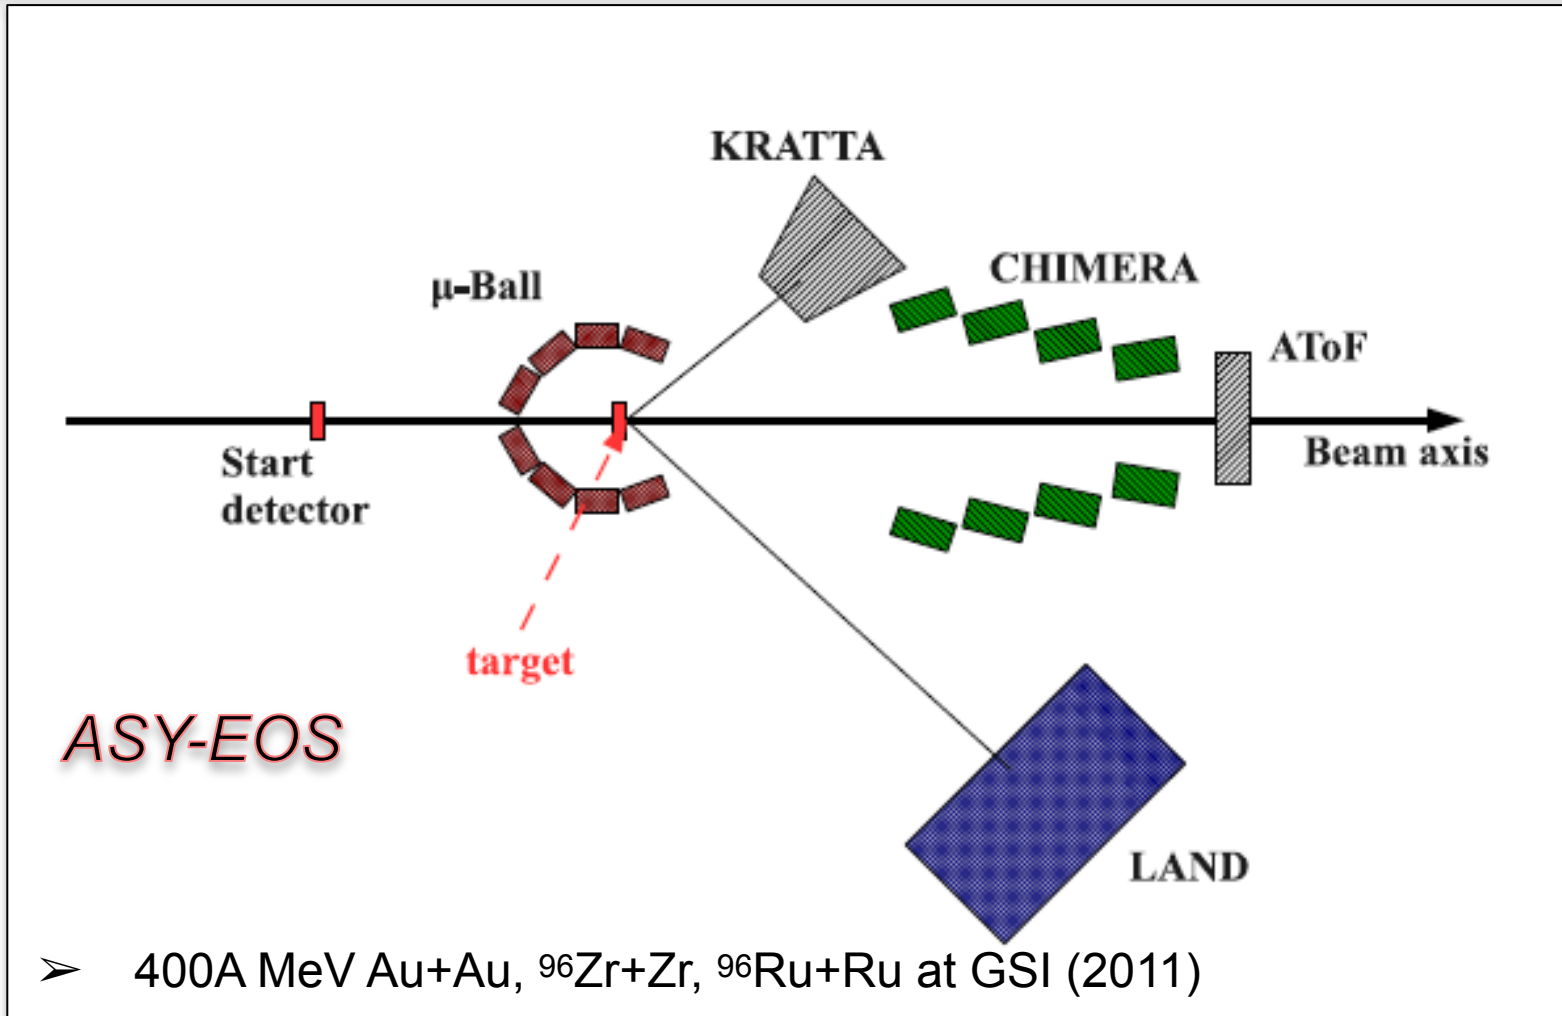 KRATTA
CHIMERA
μ-Ball
AToF
Beam axis
Start
detector
target
ASY-EOS
LAND
➢ 400A MeV Au+Au, ⁹⁶Zr+Zr, ⁹⁶Ru+Ru at GSI (2011)